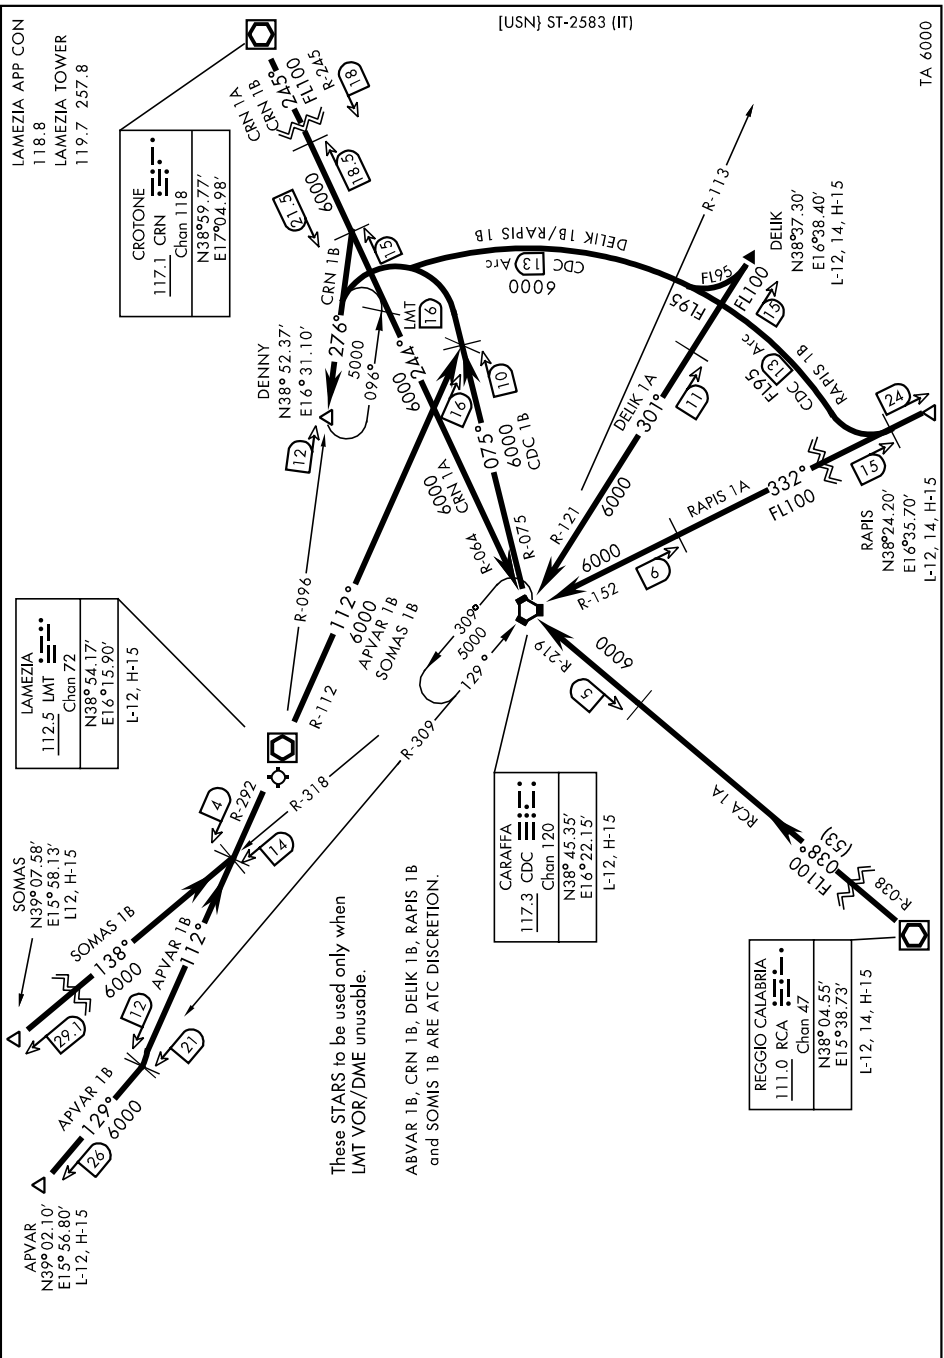 [USN} ST-2583 (IT)
LAMEZIA APP CON
118.8
LAMEZIA TOWER
119.7 257.8
TA 6000
CROTONE
117.1 CRN
Chan 118
N38°59.77′
E17°04.98′
CRN 1A
CRN 1B
245°
FL100
R-245
18
18.5
6000
21.5
15
CRN 1B
276°
5000
096°
LMT
16
DENNY
N38° 52.37′
E16° 31.10′
12
6000
244°
16
10
075°
6000
CDC 1B
CRN 1A
6000
R-064
R-075
DELIK 1B/RAPIS 1B
CDC 13 Arc
6000
R-113
FL95
FL95
FL100
15
DELIK
N38°37.30′
E16°38.40′
L-12, 14, H-15
11
DELIK 1A
301°
6000
R-121
FL95
CDC 13 Arc
RAPIS 1B
24
15
332°
FL100
RAPIS 1A
6000
9
R-152
RAPIS
N38°24.20′
E16°35.70′
L-12, 14, H-15
LAMEZIA
112.5 LMT
Chan 72
N38° 54.17′
E16°15.90′
L-12, H-15
R-096
112°
6000
APVAR 1B
SOMAS 1B
R-112
309°
5000
129°
R-309
R-318
R-292
4
14
R-219
5
6000
RCA 1A
FL100
038°
(53)
R-038
CARAFFA
117.3 CDC
Chan 120
N38° 45.35′
E16° 22.15′
L-12, H-15
SOMAS
N39° 07.58′
E15° 58.13′
L12, H-15
SOMAS 1B
138°
6000
29.1
APVAR 1B
112°
12
21
APVAR 1B
129°
6000
26
APVAR
N39°02.10′
E15° 56.80′
L-12, H-15
These STARS to be used only when
LMT VOR/DME unusable.
ABVAR 1B, CRN 1B, DELIK 1B, RAPIS 1B
and SOMIS 1B ARE ATC DISCRETION.
REGGIO CALABRIA
111.0 RCA
Chan 47
N38° 04.55′
E15°38.73′
L-12, 14, H-15